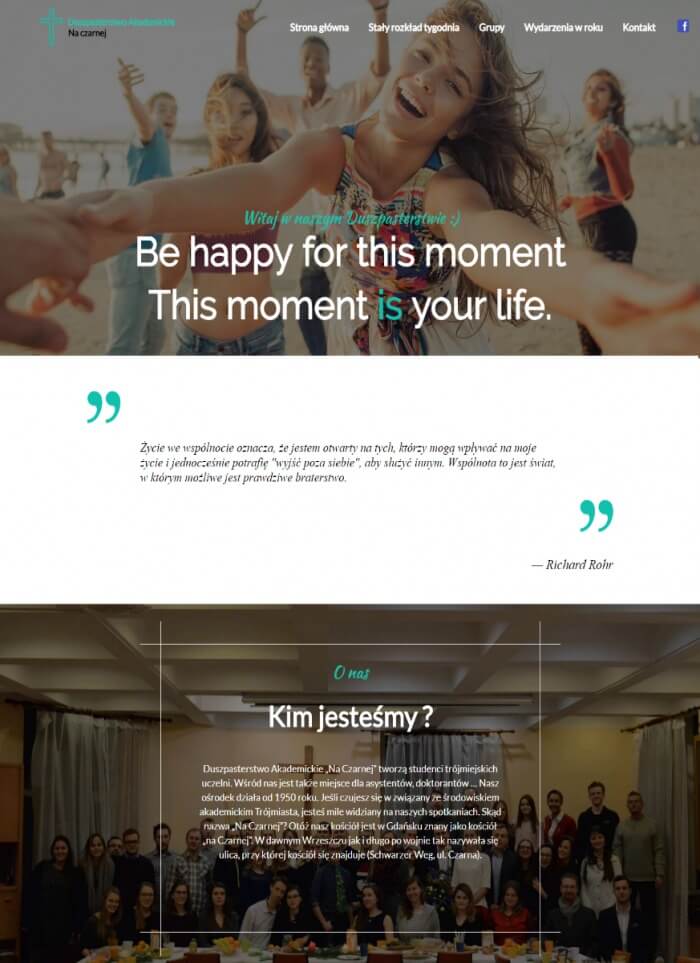 Duszpasterstwo Akademickie
Na czarnej
Strona główna Stały rozkład tygodnia Grupy Wydarzenia w roku Kontakt f
Witaj w naszym Duszpasterstwie :)
Be happy for this moment
This moment is your life.
”
Życie we wspólnocie oznacza, że jestem otwarty na tych, którzy mogą wpływać na moje
życie i jednocześnie potrafię "wyjść poza siebie", aby służyć innym. Wspólnota to jest świat,
w którym możliwe jest prawdziwe braterstwo.
”
— Richard Rohr
O nas
Kim jesteśmy ?
Duszpasterstwo Akademickie „Na Czarnej” tworzą studenci trójmiejskich
uczelni. Wśród nas jest także miejsce dla asystentów, doktorantów ... Nasz
ośrodek działa od 1950 roku. Jeśli czujesz się w związany ze środowiskiem
akademickim Trójmiasta, jesteś mile widziany na naszych spotkaniach. Skąd
nazwa „Na Czarnej”? Otóż nasz kościół jest w Gdańsku znany jako kościół
„na Czarnej”. W dawnym Wrzeszczu jak i długo po wojnie tak nazywała się
ulica, przy której kościół się znajduje (Schwarzer Weg, ul. Czarna).